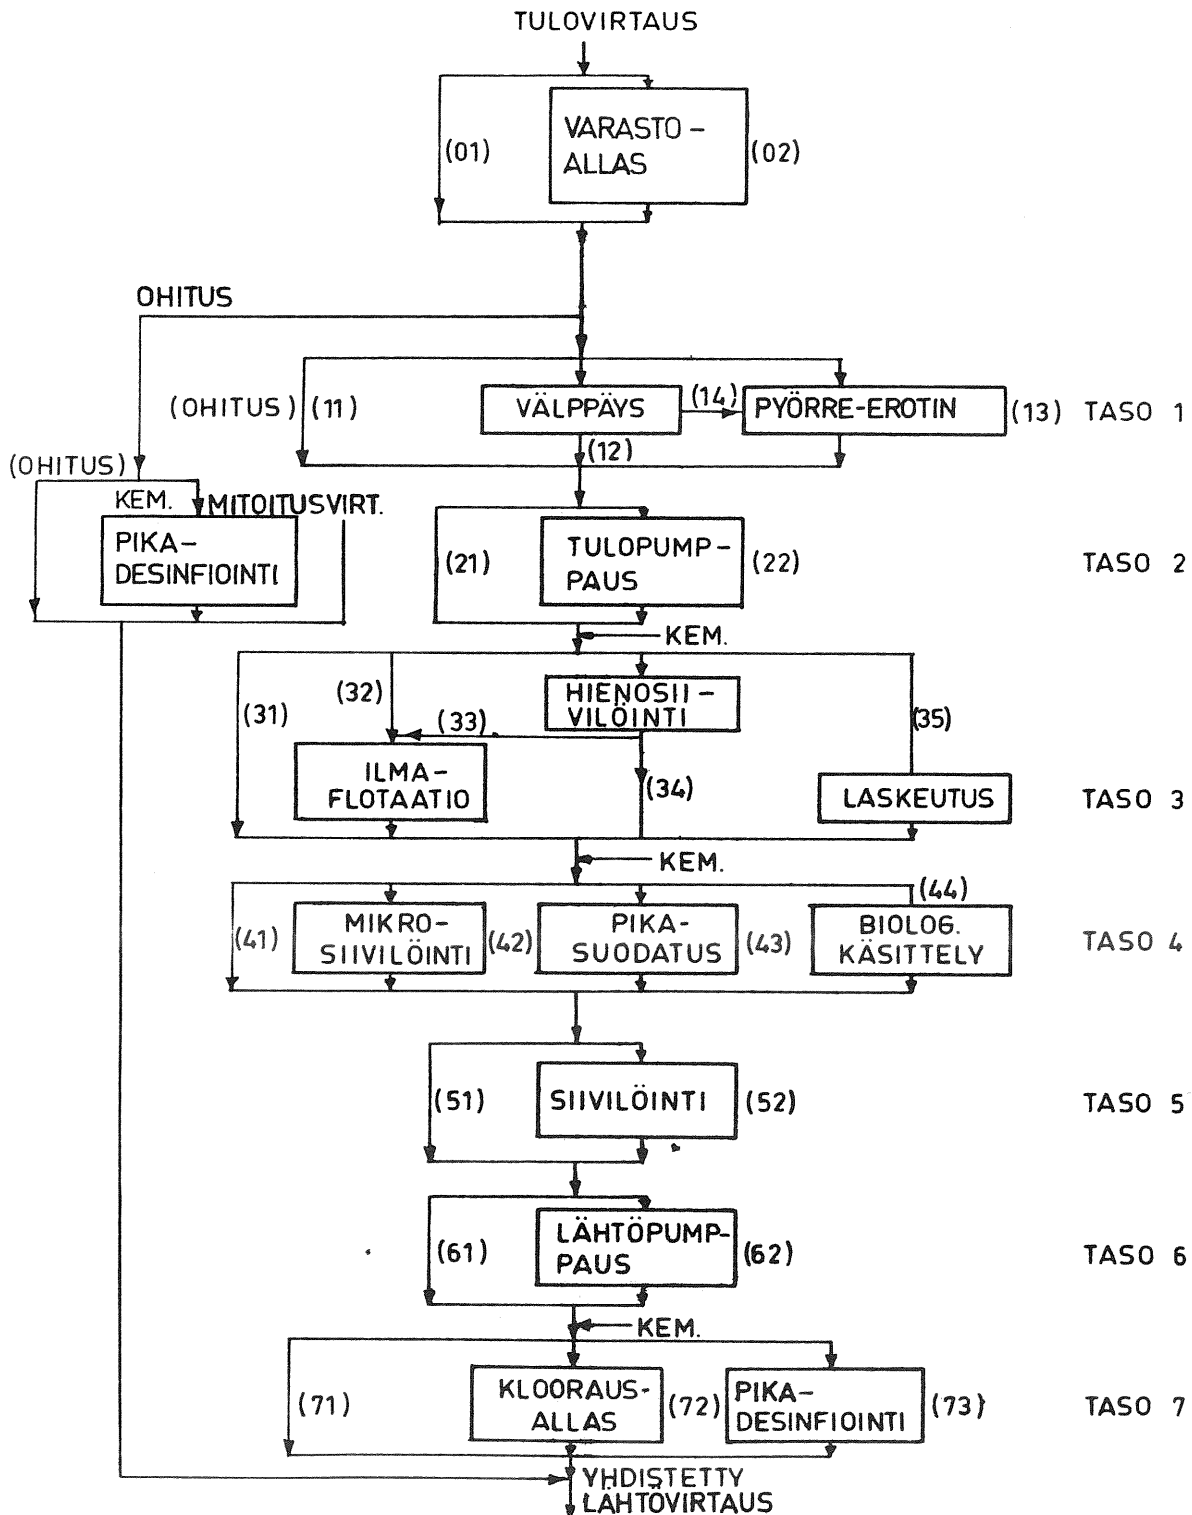 TULOVIRTAUS
VARASTO-
ALLAS
(01)
(02)
OHITUS
(OHITUS)
(11)
VÄLPPÄYS
(14)
PYÖRRE-EROTIN
(13)
TASO 1
(12)
(OHITUS)
KEM.
MITOITUSVIRT.
PIKA-
DESINFIOINTI
(21)
TULOPUMP-
PAUS
(22)
TASO 2
KEM.
(31)
(32)
(33)
HIENOSII-
VILÖINTI
(35)
ILMA-
FLOTAATIO
(34)
LASKEUTUS
TASO 3
KEM.
(44)
(41)
MIKRO-
SIIVILÖINTI
(42)
PIKA-
SUODATUS
(43)
BIOLOG.
KÄSITTELY
TASO 4
(51)
SIIVILÖINTI
(52)
TASO 5
(61)
LÄHTÖPUMP-
PAUS
(62)
TASO 6
KEM.
(71)
KLOORAUS-
ALLAS
(72)
PIKA-
DESINFIOINTI
(73)
TASO 7
YHDISTETTY
LÄHTÖVIRTAUS